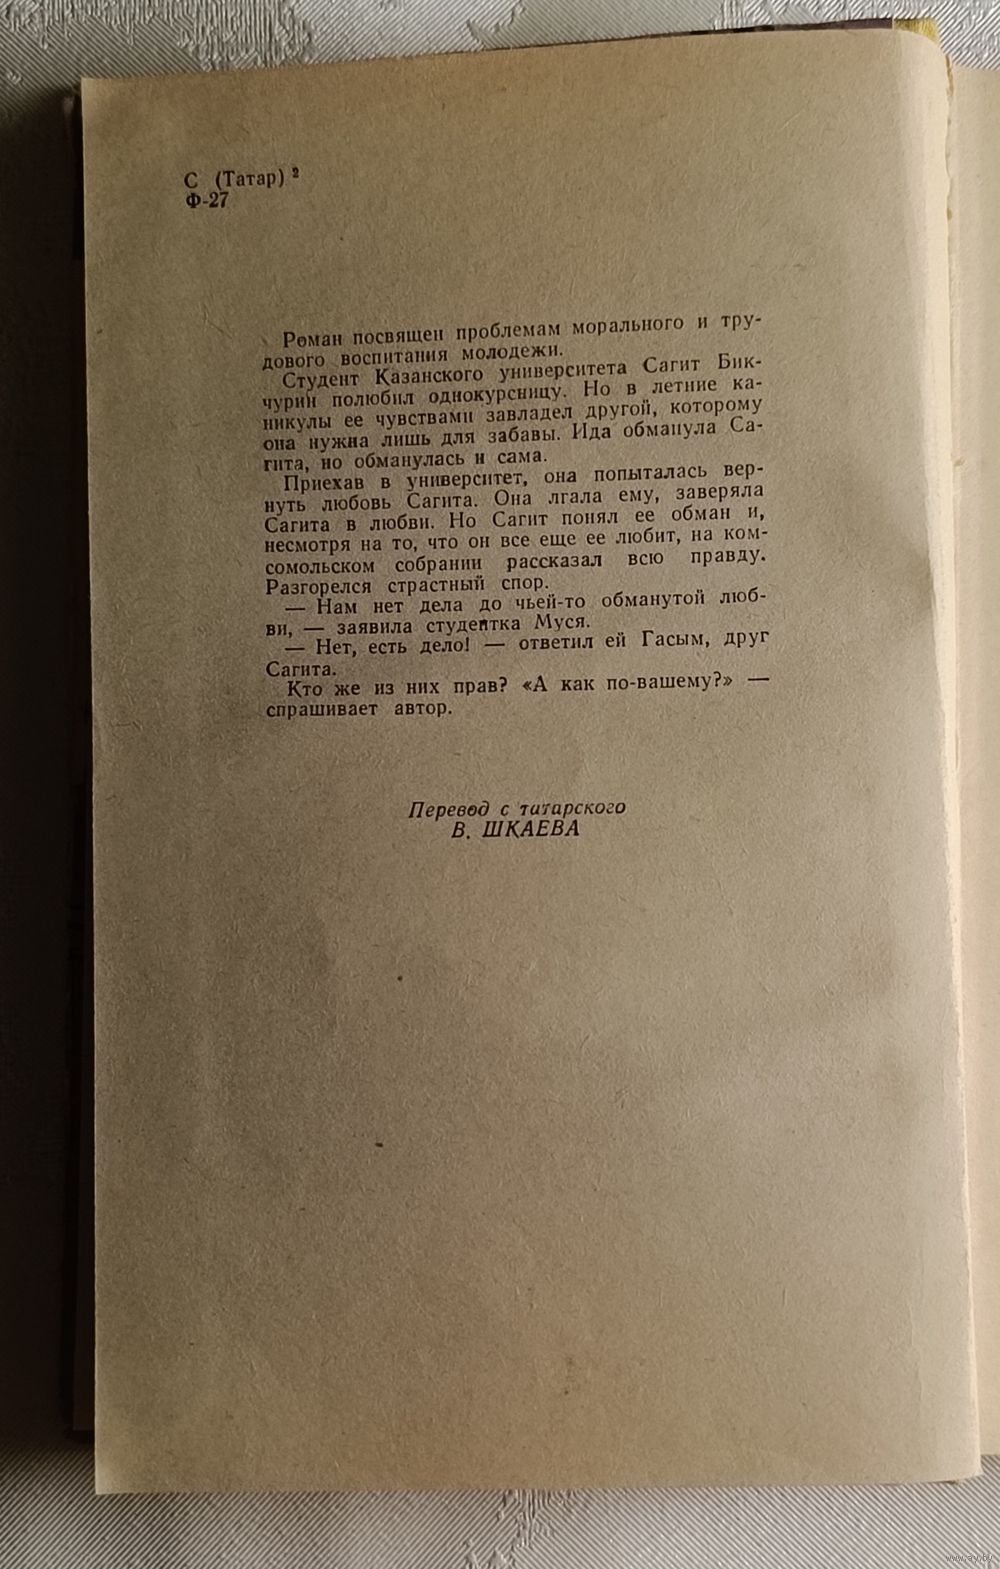 С (Татар) ²
Ф-27
Роман посвящен проблемам морального и тру-
дового воспитания молодежи.
Студент Казанского университета Сагит Бик-
чурин полюбил однокурсницу. Но в летние ка-
никулы ее чувствами завладел другой, которому
она нужна лишь для забавы. Ида обманула Са-
гита, но обманулась и сама.
Приехав в университет, она попыталась вер-
нуть любовь Сагита. Она лгала ему, заверяла
Сагита в любви. Но Сагит понял ее обман и,
несмотря на то, что он все еще ее любит, на ком-
сомольском собрании рассказал всю правду.
Разгорелся страстный спор.
— Нам нет дела до чьей-то обманутой люб-
ви, — заявила студентка Муся.
— Нет, есть дело! — ответил ей Гасым, друг
Сагита.
Кто же из них прав? «А как по-вашему?» —
спрашивает автор.
Перевод с татарского
В. ШКАЕВА
www.ay.by